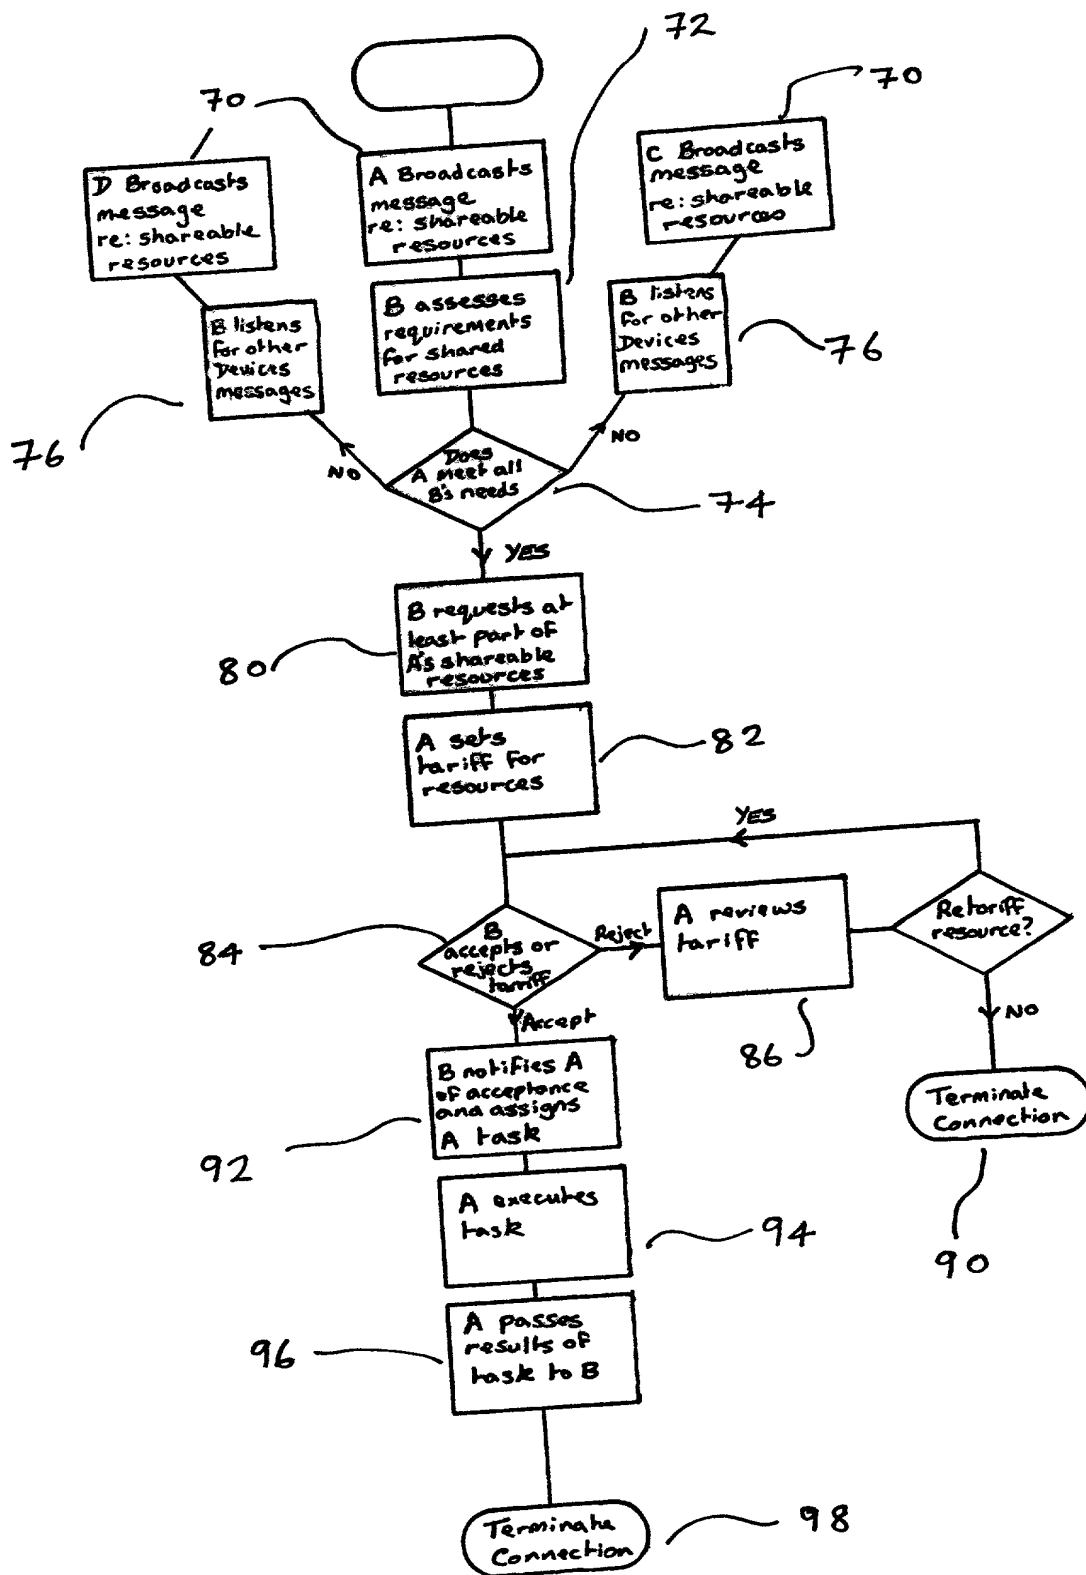 72
70
70
D Broadcasts
message
re: shareable
resources
A Broadcasts
message
re: shareable
resources
C Broadcasts
message
re: shareable
resources
B listens
for other
Devices
messages
B assesses
requirements
for shared
resources
B listens
for other
Devices
messages
76
76
NO
Does
A meet all
B's needs
NO
74
YES
B requests at
least part of
A's shareable
resources
80
A sets
tariff for
resources
82
YES
84
B
accepts or
rejects
tarriff
Reject
A reviews
tariff
Retariff
resource?
86
Accept
NO
B notifies A
of acceptance
and assigns
A task
92
Terminate
Connection
90
A executes
task
94
A passes
results of
task to B
96
Terminate
Connection
98